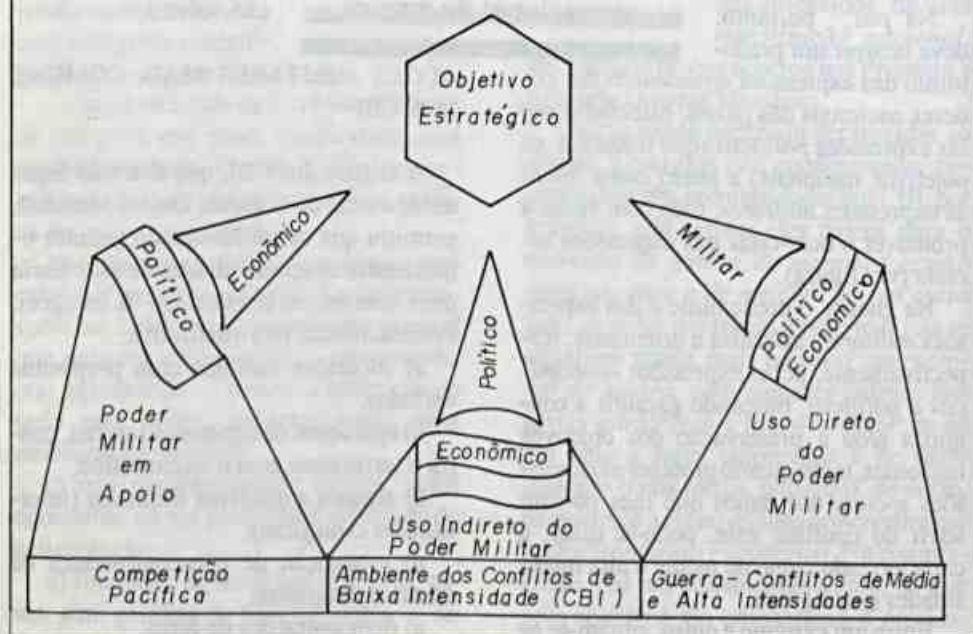 Objetivo
Estrategico
Político
Econômico
Poder
Militar
em
Apoio
Político
Econômico
Uso Indireto do
Poder Militar
Militar
Político
Econômico
Uso Direto
do
Poder
Militar
Competição
Pacífica
Ambiente dos Conflitos de
Baixa Intensidade (CBI)
Guerra - Conflitos de Média
e Alta Intensidades